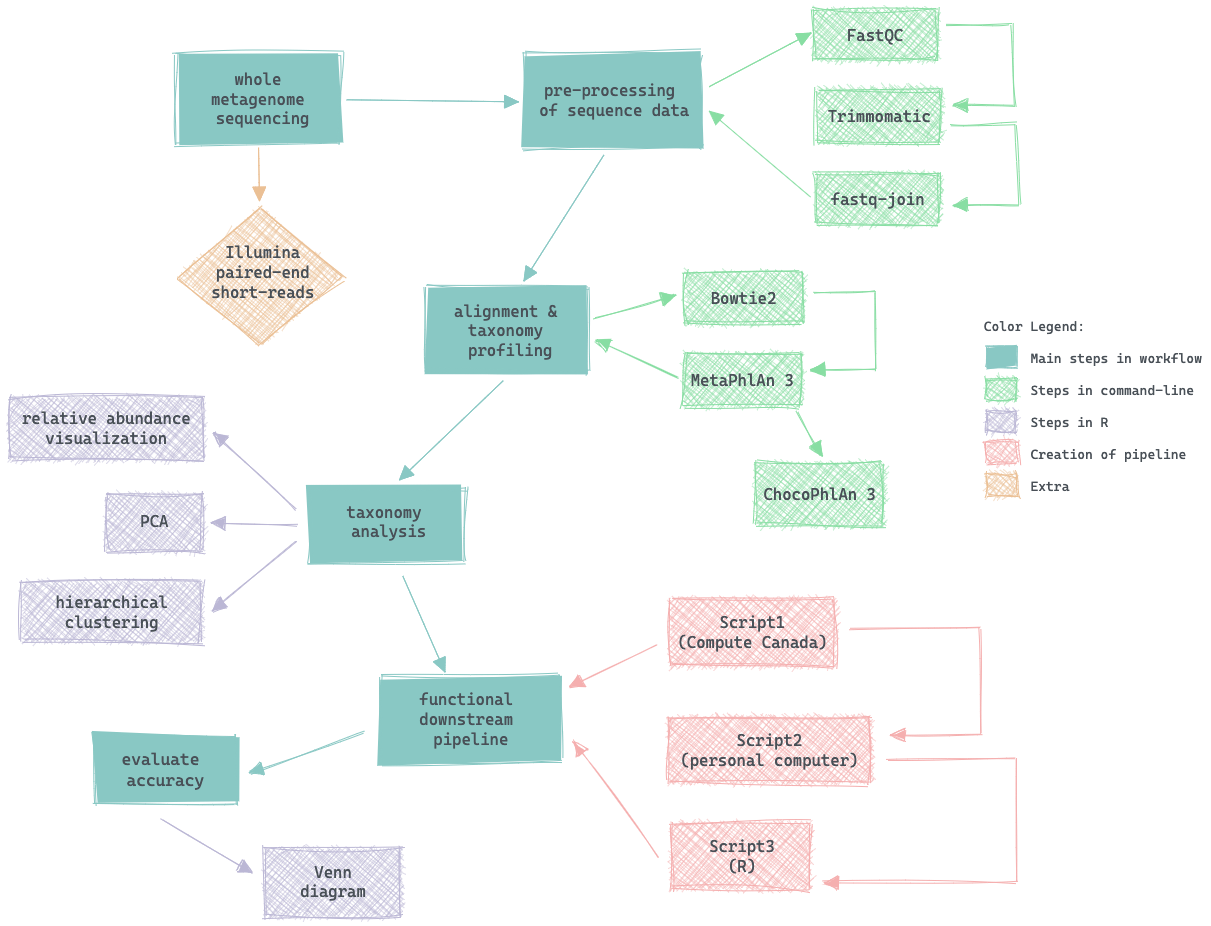 FastQC
whole
metagenome
sequencing
pre-processing
of sequence data
Trimmomatic
fastq-join
Illumina
paired-end
short-reads
Bowtie2
alignment &
taxonomy
profiling
MetaPhlAn 3
Color Legend:
Main steps in workflow
Steps in command-line
Steps in R
Creation of pipeline
Extra
relative abundance
visualization
ChocoPhlAn 3
PCA
taxonomy
analysis
hierarchical
clustering
Script1
(Compute Canada)
functional
downstream
pipeline
Script2
(personal computer)
evaluate
accuracy
Script3
(R)
Venn
diagram